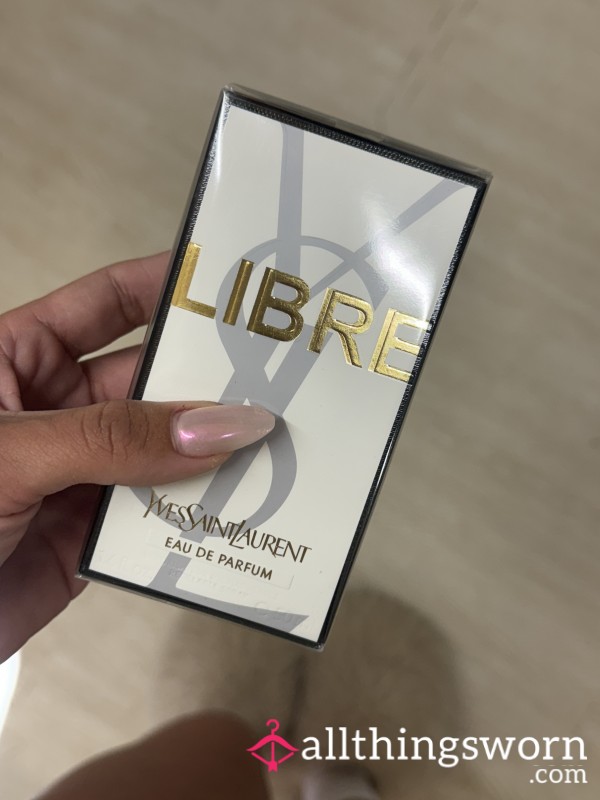 LIBRE
YVESSAINTLAURENT
EAU DE PARFUM
allthingsworn
.com